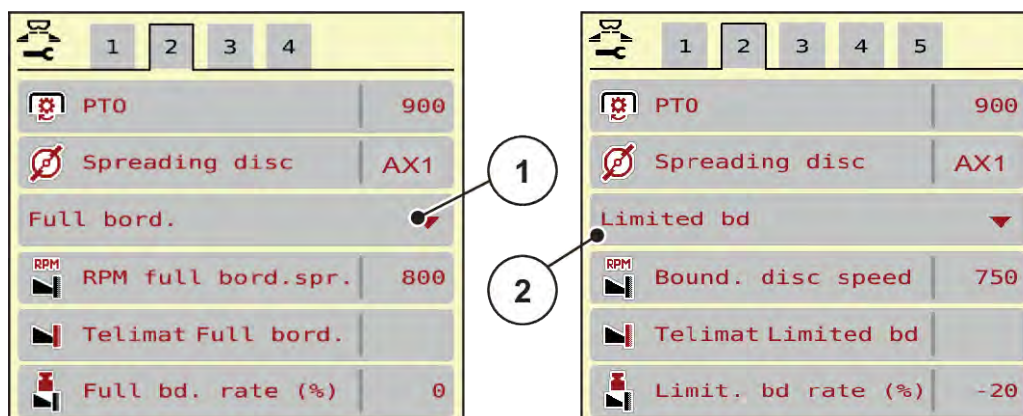 1 2 3 4
PTO 900
Spreading disc AX1
Full bord.
RPM RPM full bord.spr. 800
Telimat Full bord.
Full bd. rate (%) 0
1
2
1 2 3 4 5
PTO 900
Spreading disc AX1
Limited bd
RPM Bound. disc speed 750
Telimat Limited bd
Limit. bd rate (%) -20